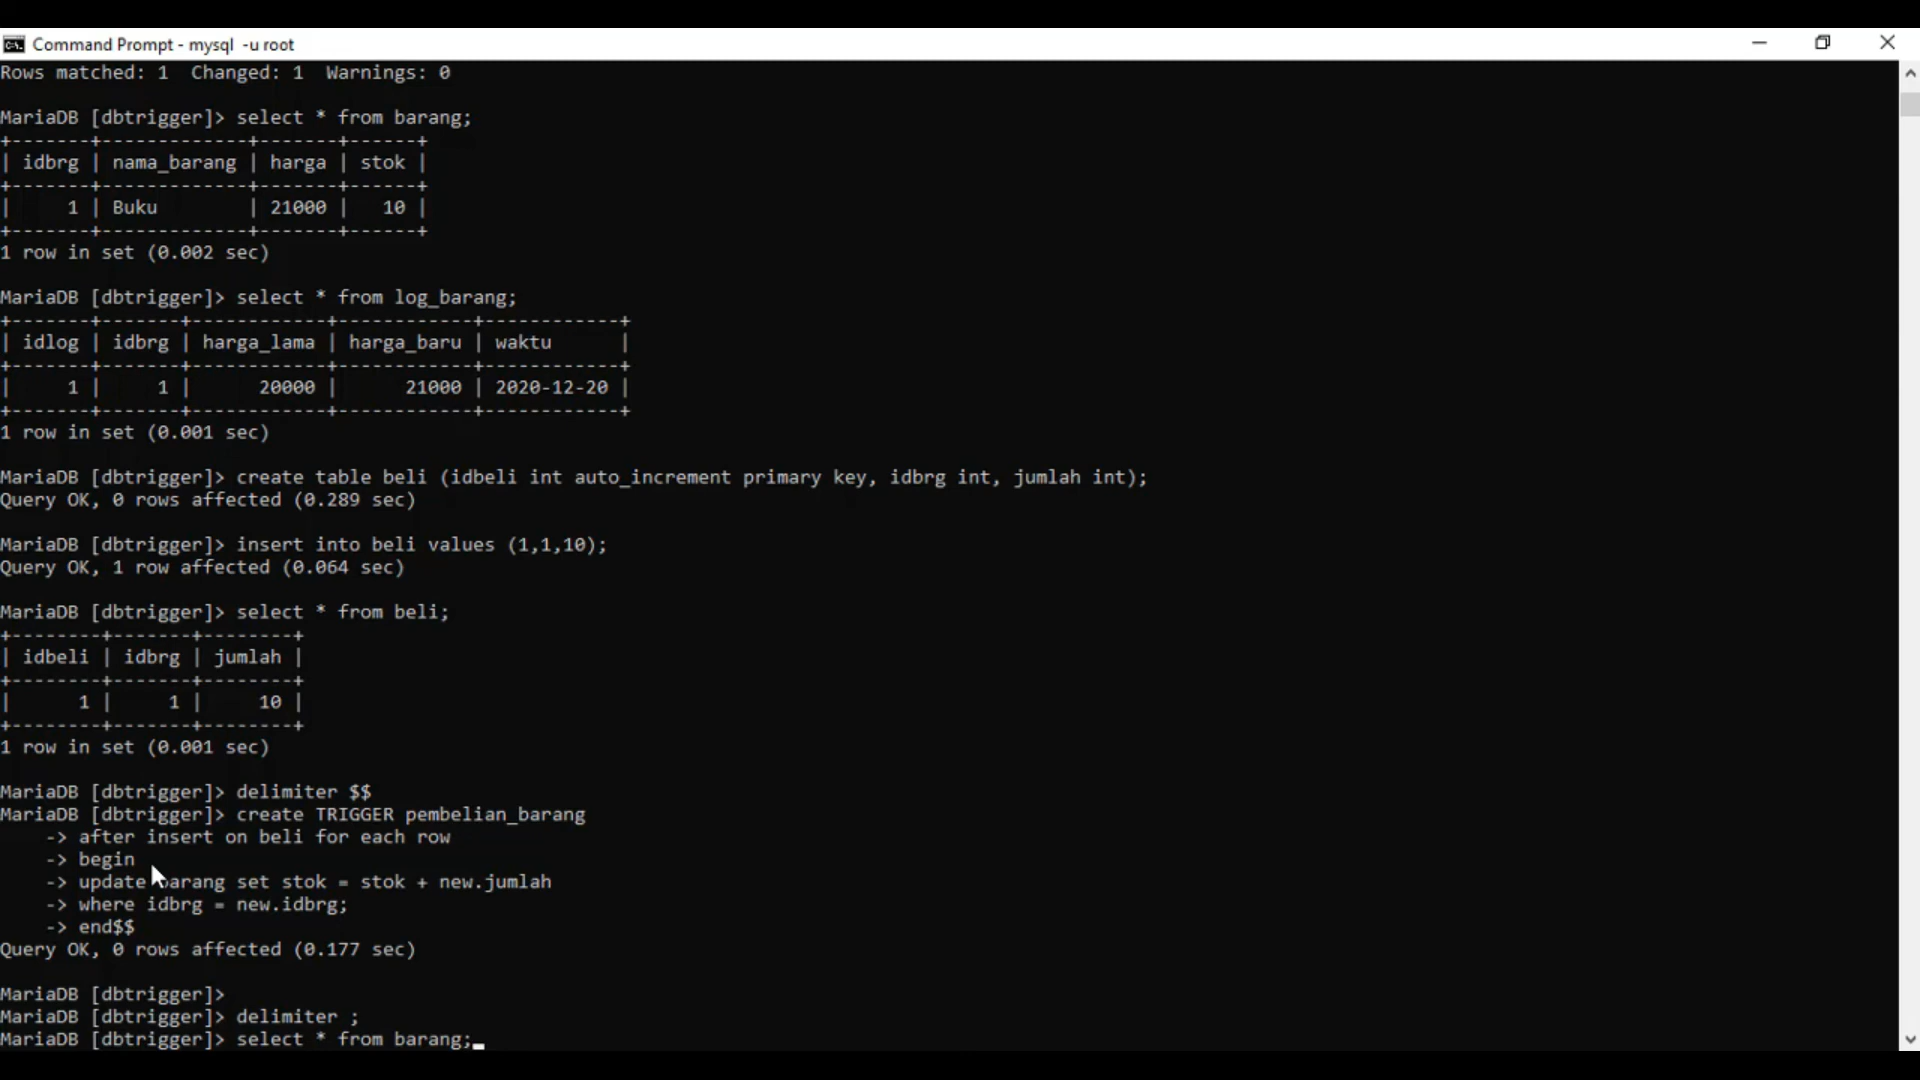 Command Prompt - mysql  -u root
Rows matched: 1  Changed: 1  Warnings: 0
MariaDB [dbtrigger]> select * from barang;
+-------+-------------+-------+------+
| idbrg | nama_barang | harga | stok |
+-------+-------------+-------+------+
|     1 | Buku        | 21000 |   10 |
+-------+-------------+-------+------+
1 row in set (0.002 sec)
MariaDB [dbtrigger]> select * from log_barang;
+-------+-------+------------+------------+------------+
| idlog | idbrg | harga_lama | harga_baru | waktu      |
+-------+-------+------------+------------+------------+
|     1 |     1 |      20000 |      21000 | 2020-12-20 |
+-------+-------+------------+------------+------------+
1 row in set (0.001 sec)
MariaDB [dbtrigger]> create table beli (idbeli int auto_increment primary key, idbrg int, jumlah int);
Query OK, 0 rows affected (0.289 sec)
MariaDB [dbtrigger]> insert into beli values (1,1,10);
Query OK, 1 row affected (0.064 sec)
MariaDB [dbtrigger]> select * from beli;
+--------+-------+--------+
| idbeli | idbrg | jumlah |
+--------+-------+--------+
|      1 |     1 |     10 |
+--------+-------+--------+
1 row in set (0.001 sec)
MariaDB [dbtrigger]> delimiter $$
MariaDB [dbtrigger]> create TRIGGER pembelian_barang
    -> after insert on beli for each row
    -> begin
    -> update barang set stok = stok + new.jumlah
    -> where idbrg = new.idbrg;
    -> end$$
Query OK, 0 rows affected (0.177 sec)
MariaDB [dbtrigger]>
MariaDB [dbtrigger]> delimiter ;
MariaDB [dbtrigger]> select * from barang;